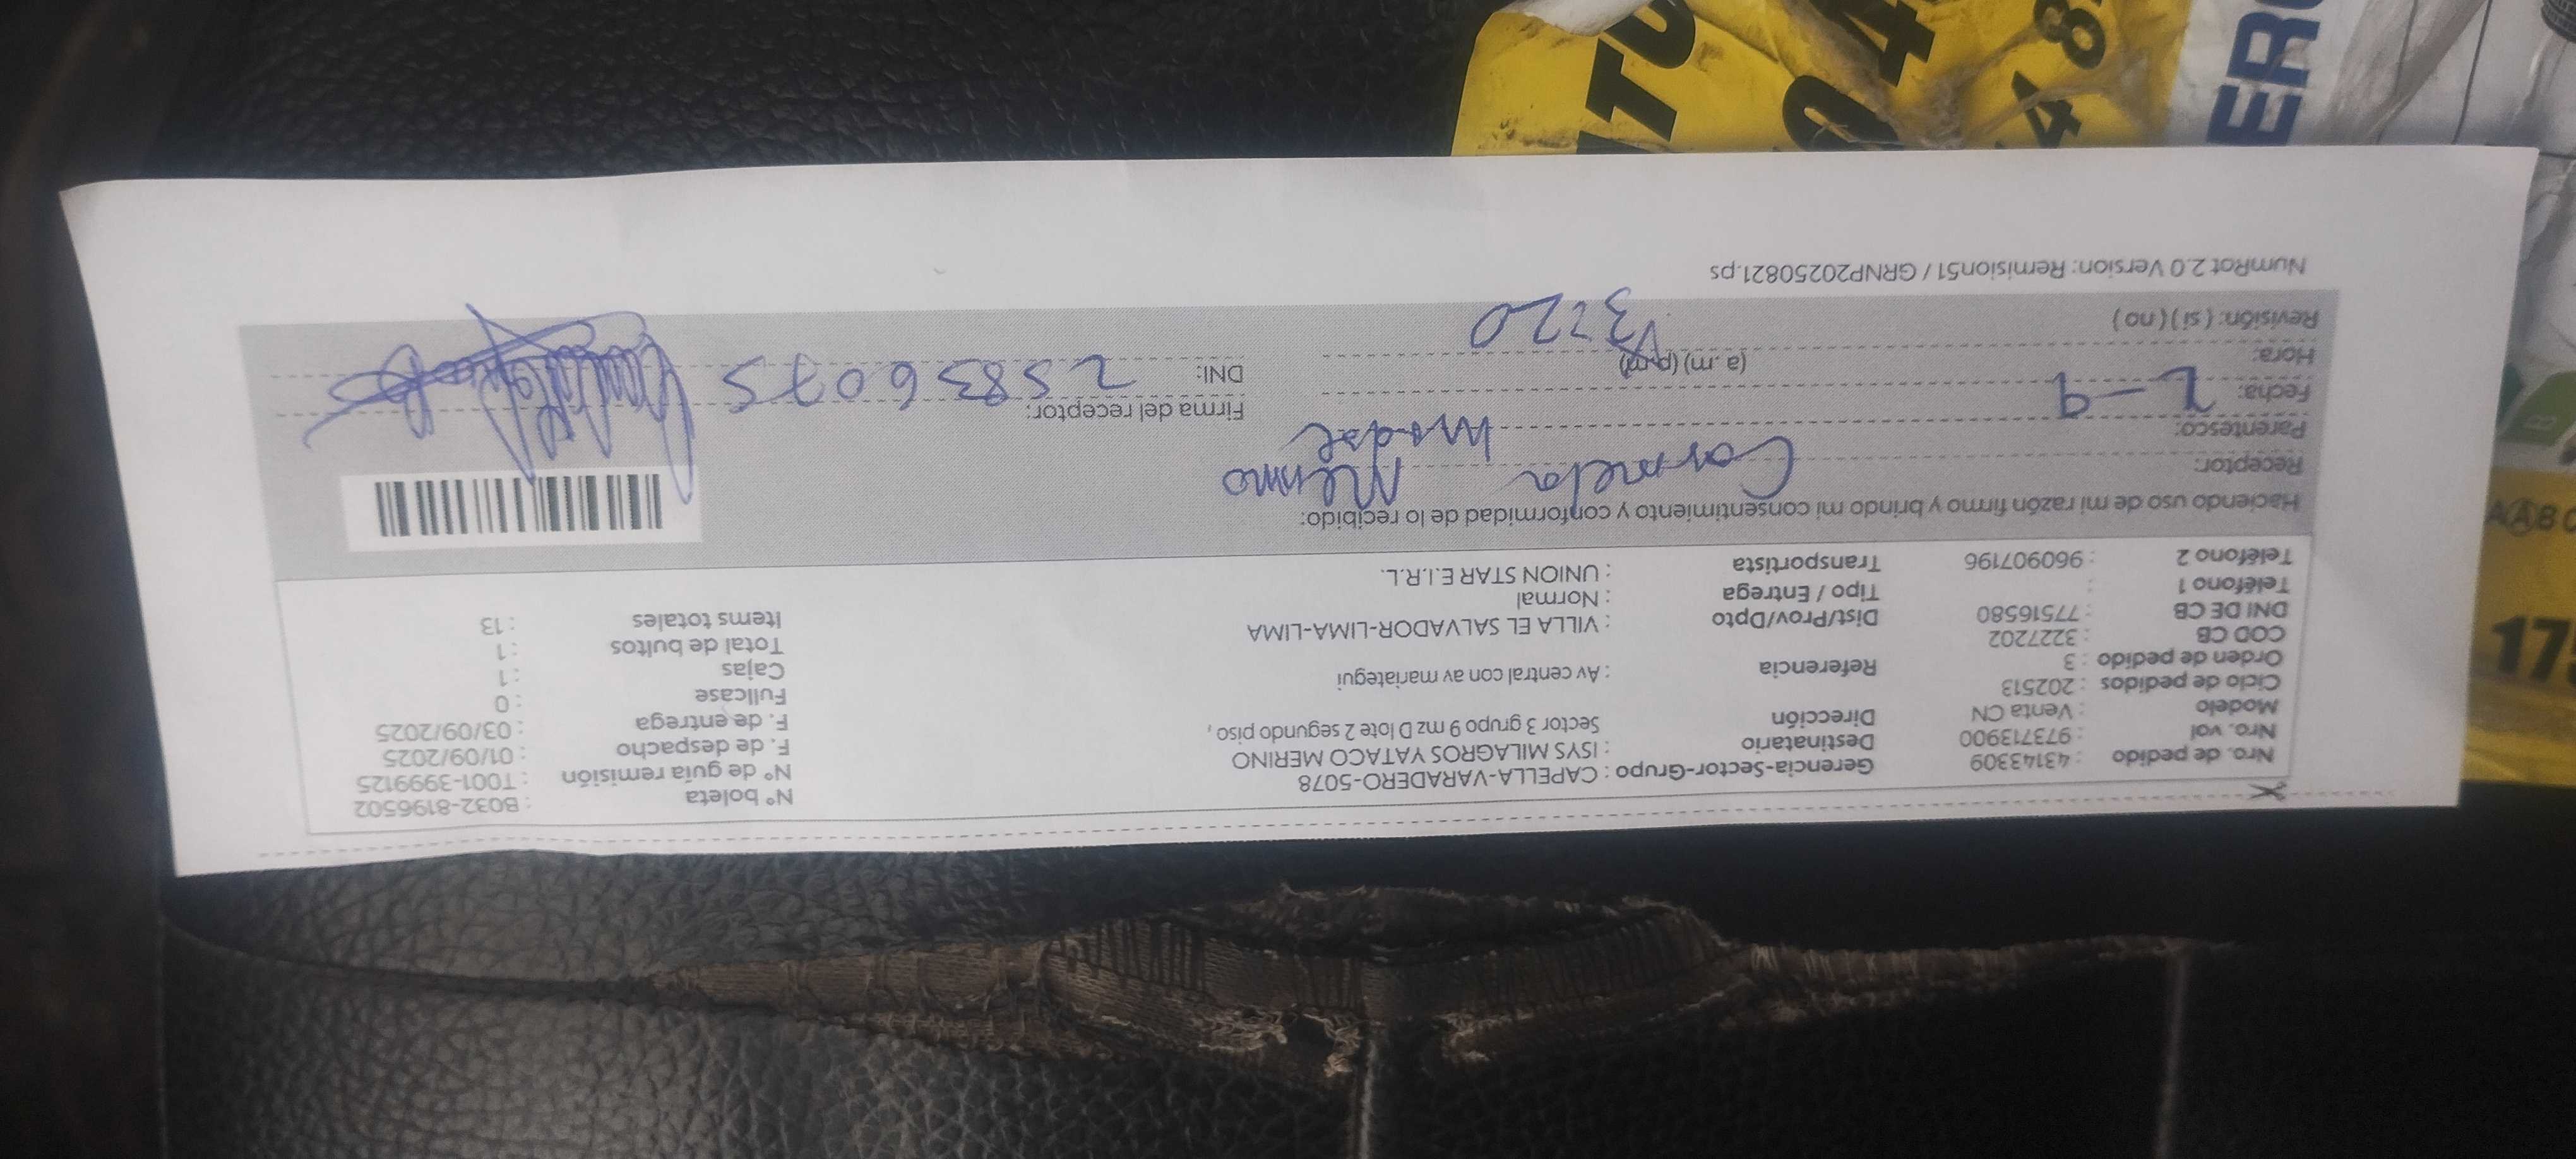 Nro. de pedido : 43143309 Gerencia-Sector-Grupo : CAPELLA-VARADERO-5078 N° boleta : B032-8196502
Nro. val : 973713900 Destinatario : ISYS MILAGROS YATACO MERINO N° de guía remisión : T001-3999125
Modelo : Venta CN Dirección Sector 3 grupo 9 mz D lote 2 segundo piso , F. de despacho : 01/09/2025
Ciclo de pedidos : 202513 F. de entrega : 03/09/2025
Orden de pedido : 3 Referencia : Av central con av mariategui Fullcase : 0
COD CB : 3227202 Cajas : 1
DNI DE CB : 77516580 Dist/Prov/Dpto : VILLA EL SALVADOR-LIMA-LIMA Total de bultos : 1
Teléfono 1 : Tipo / Entrega : Normal Items totales : 13
Teléfono 2 : 960907196 Transportista : UNION STAR E.I.R.L.
Haciendo uso de mi razón firmo y brindo mi consentimiento y conformidad de lo recibido:
Receptor: Carmela Merino
Parentesco: madre
Fecha: 2-9 Firma del receptor:
Hora: (a. m) (p.m) 3:20 DNI: 25836075
Revisión: ( si ) ( no )
NumRot 2.0 Version: Remision51 / GRNP20250821.ps
ERO
175